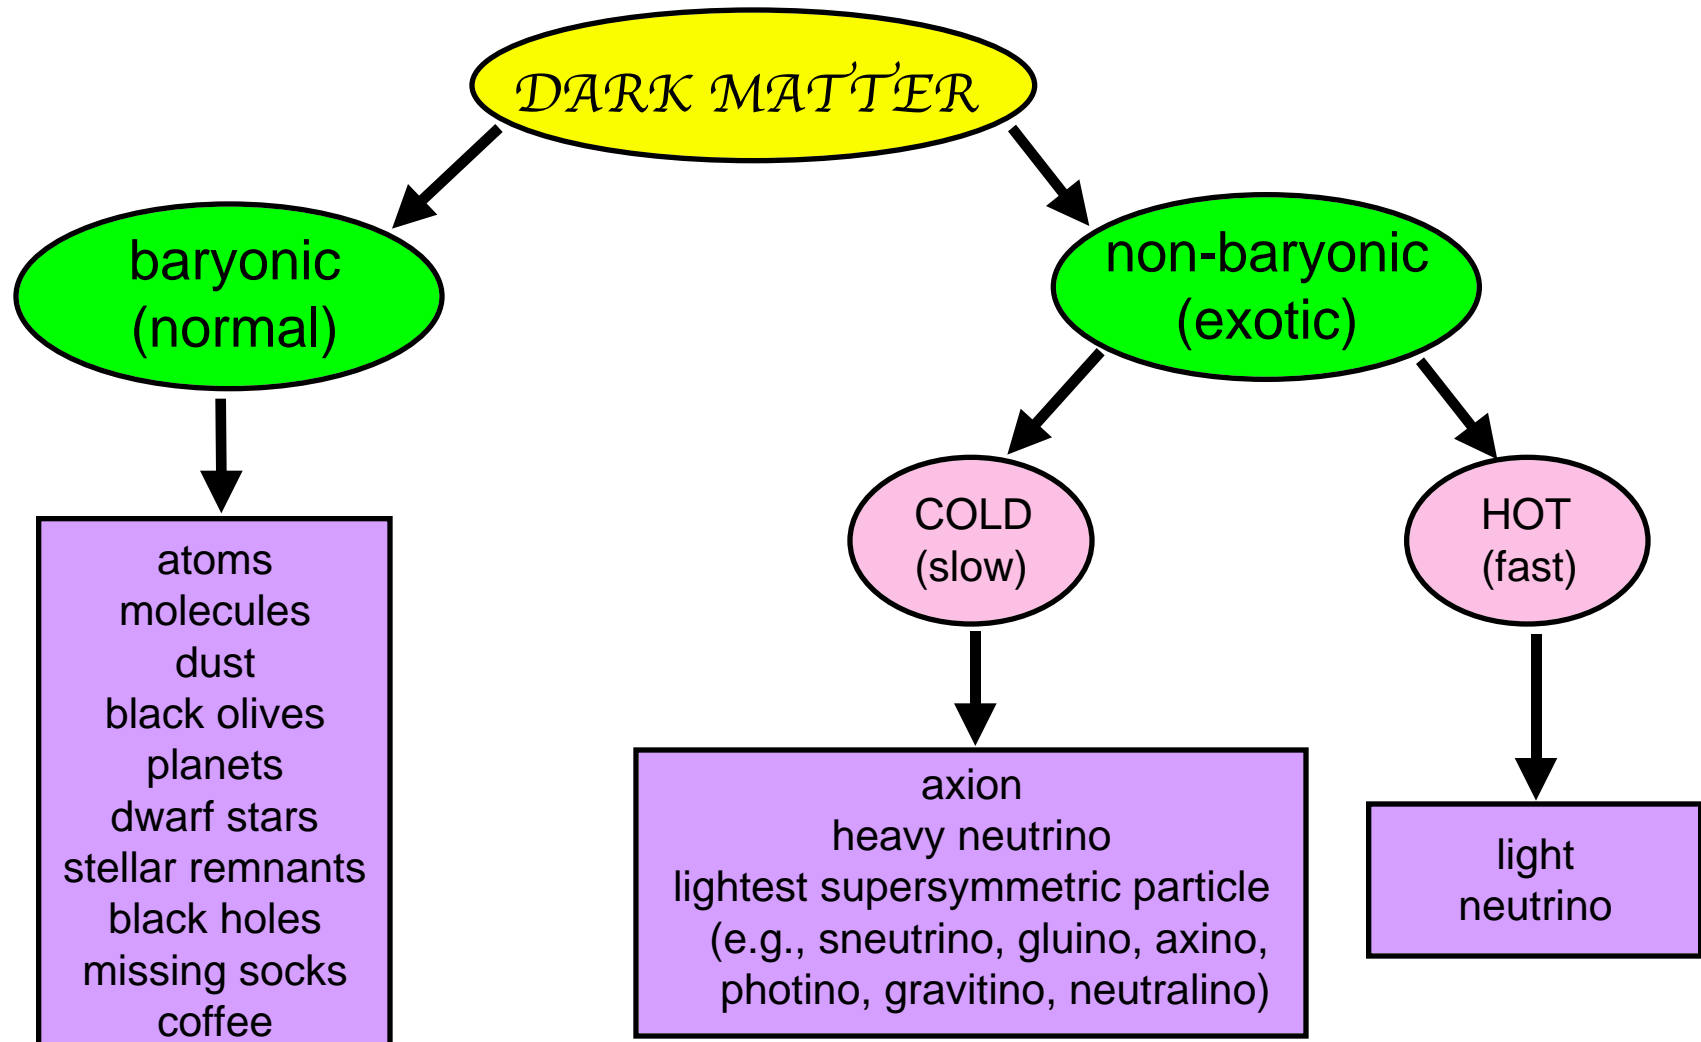 DARK MATTER
baryonic
(normal)
non-baryonic
(exotic)
COLD
(slow)
HOT
(fast)
atoms
molecules
dust
black olives
planets
dwarf stars
stellar remnants
black holes
missing socks
coffee
axion
heavy neutrino
lightest supersymmetric particle
(e.g., sneutrino, gluino, axino,
photino, gravitino, neutralino)
light
neutrino